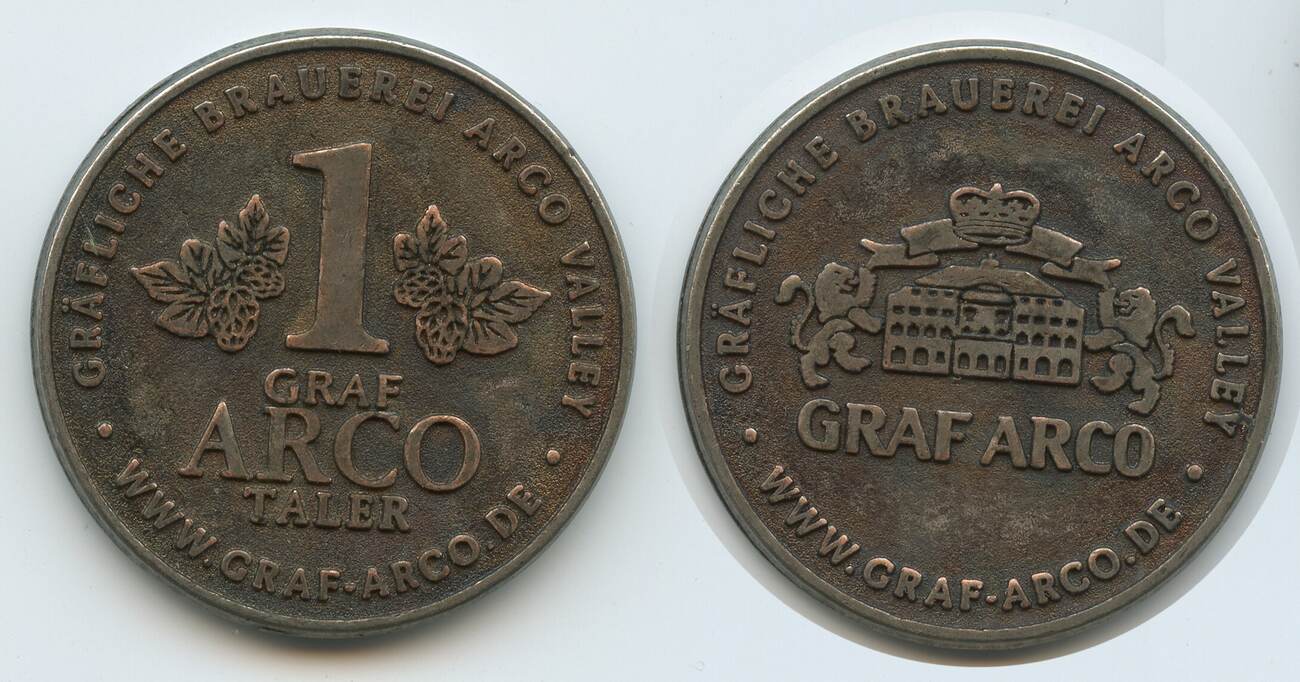 GRÄFLICHE BRAUEREI ARCO VALLEY
1
GRAF
ARCO
TALER
• WWW.GRAF-ARCO.DE •
GRÄFLICHE BRAUEREI ARCO VALLEY
GRAF ARCO
• WWW.GRAF-ARCO.DE •